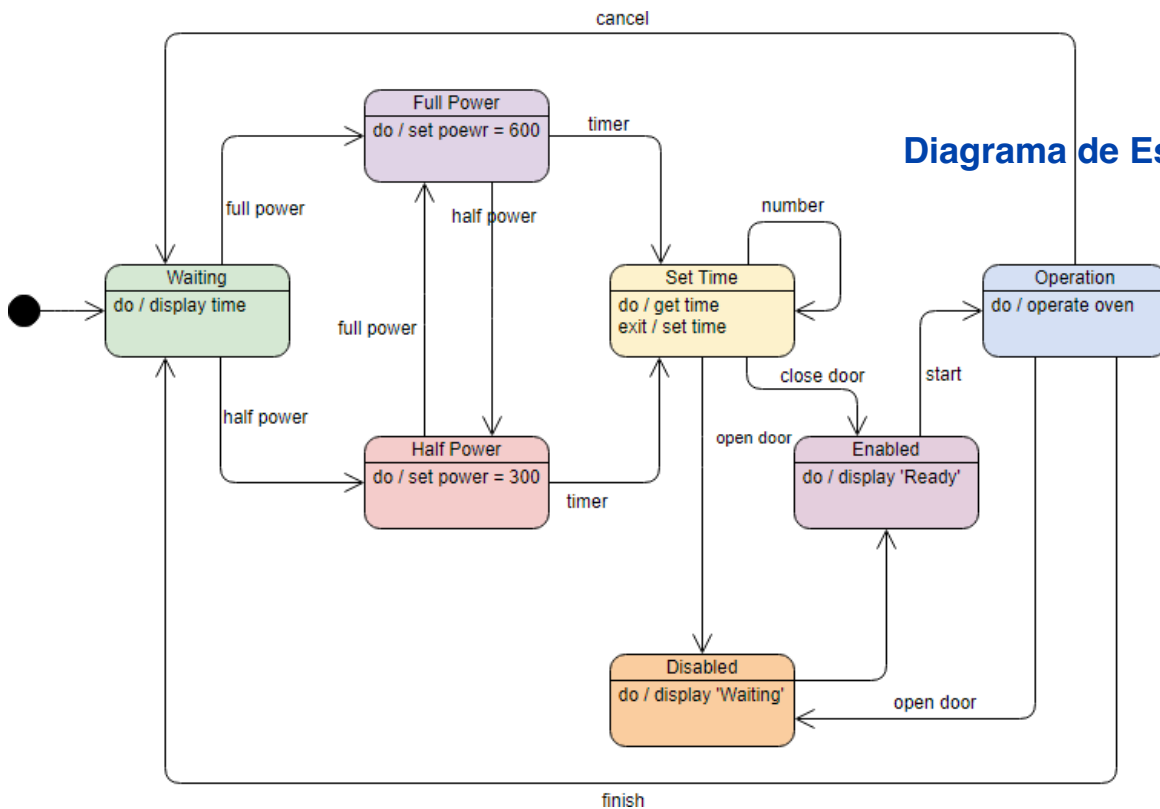 cancel
Full Power
do / set poewr = 600
timer
Diagrama de Es
full power
half power
number
Waiting
do / display time
Set Time
do / get time
exit / set time
Operation
do / operate oven
full power
close door
start
half power
open door
Half Power
do / set power = 300
timer
Enabled
do / display 'Ready'
Disabled
do / display 'Waiting'
open door
finish